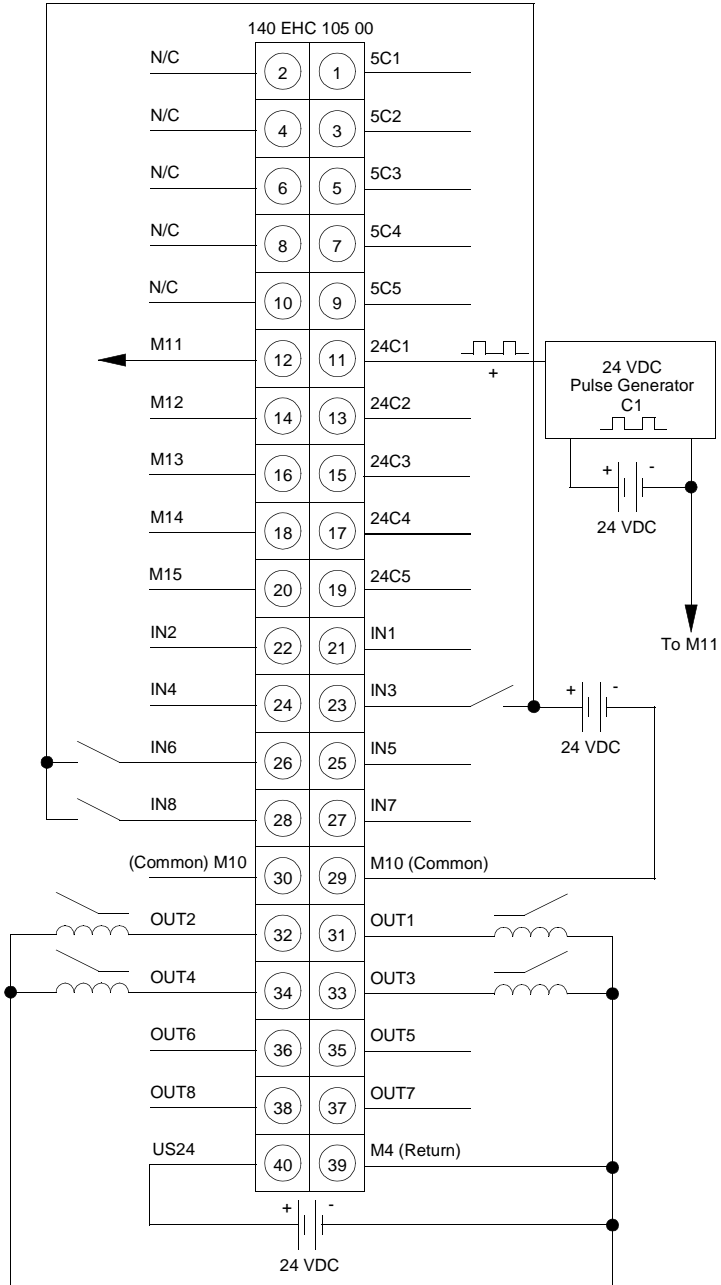 140 EHC 105 00
N/C 2 1 5C1
N/C 4 3 5C2
N/C 6 5 5C3
N/C 8 7 5C4
N/C 10 9 5C5
M11 12 11 24C1
+
24 VDC
Pulse Generator
C1
M12 14 13 24C2
M13 16 15 24C3
+ -
24 VDC
M14 18 17 24C4
M15 20 19 24C5
To M11
IN2 22 21 IN1
IN4 24 23 IN3
+ -
24 VDC
IN6 26 25 IN5
IN8 28 27 IN7
(Common) M10 30 29 M10 (Common)
OUT2 32 31 OUT1
OUT4 34 33 OUT3
OUT6 36 35 OUT5
OUT8 38 37 OUT7
US24 40 39 M4 (Return)
+ -
24 VDC